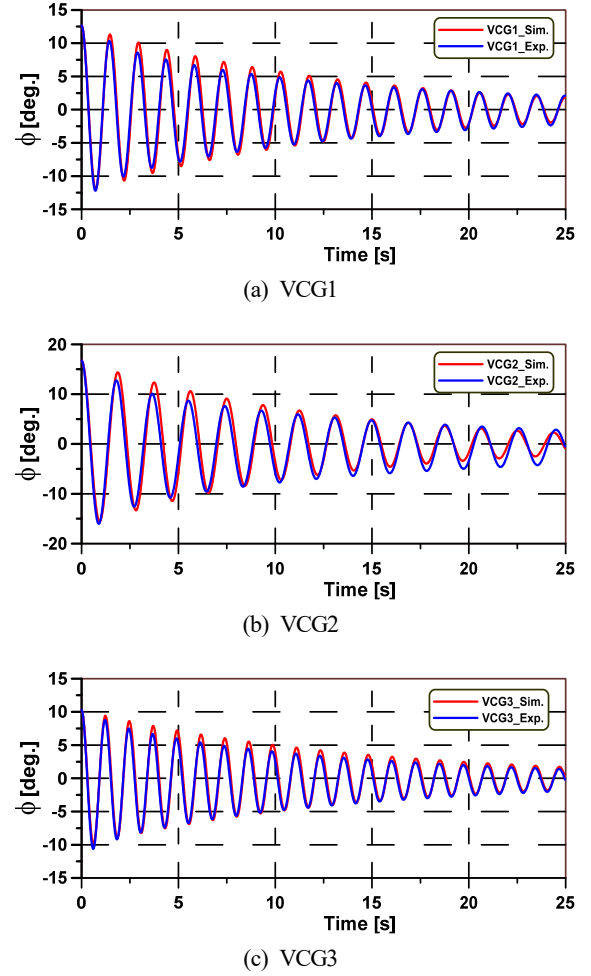 15
10
5
0
-5
-10
-15
ϕ [deg.]
VCG1_Sim.
VCG1_Exp.
0 5 10 15 20 25
Time [s]
(a) VCG1
20
10
0
-10
-20
ϕ [deg.]
VCG2_Sim.
VCG2_Exp.
0 5 10 15 20 25
Time [s]
(b) VCG2
15
10
5
0
-5
-10
-15
ϕ [deg.]
VCG3_Sim.
VCG3_Exp.
0 5 10 15 20 25
Time [s]
(c) VCG3